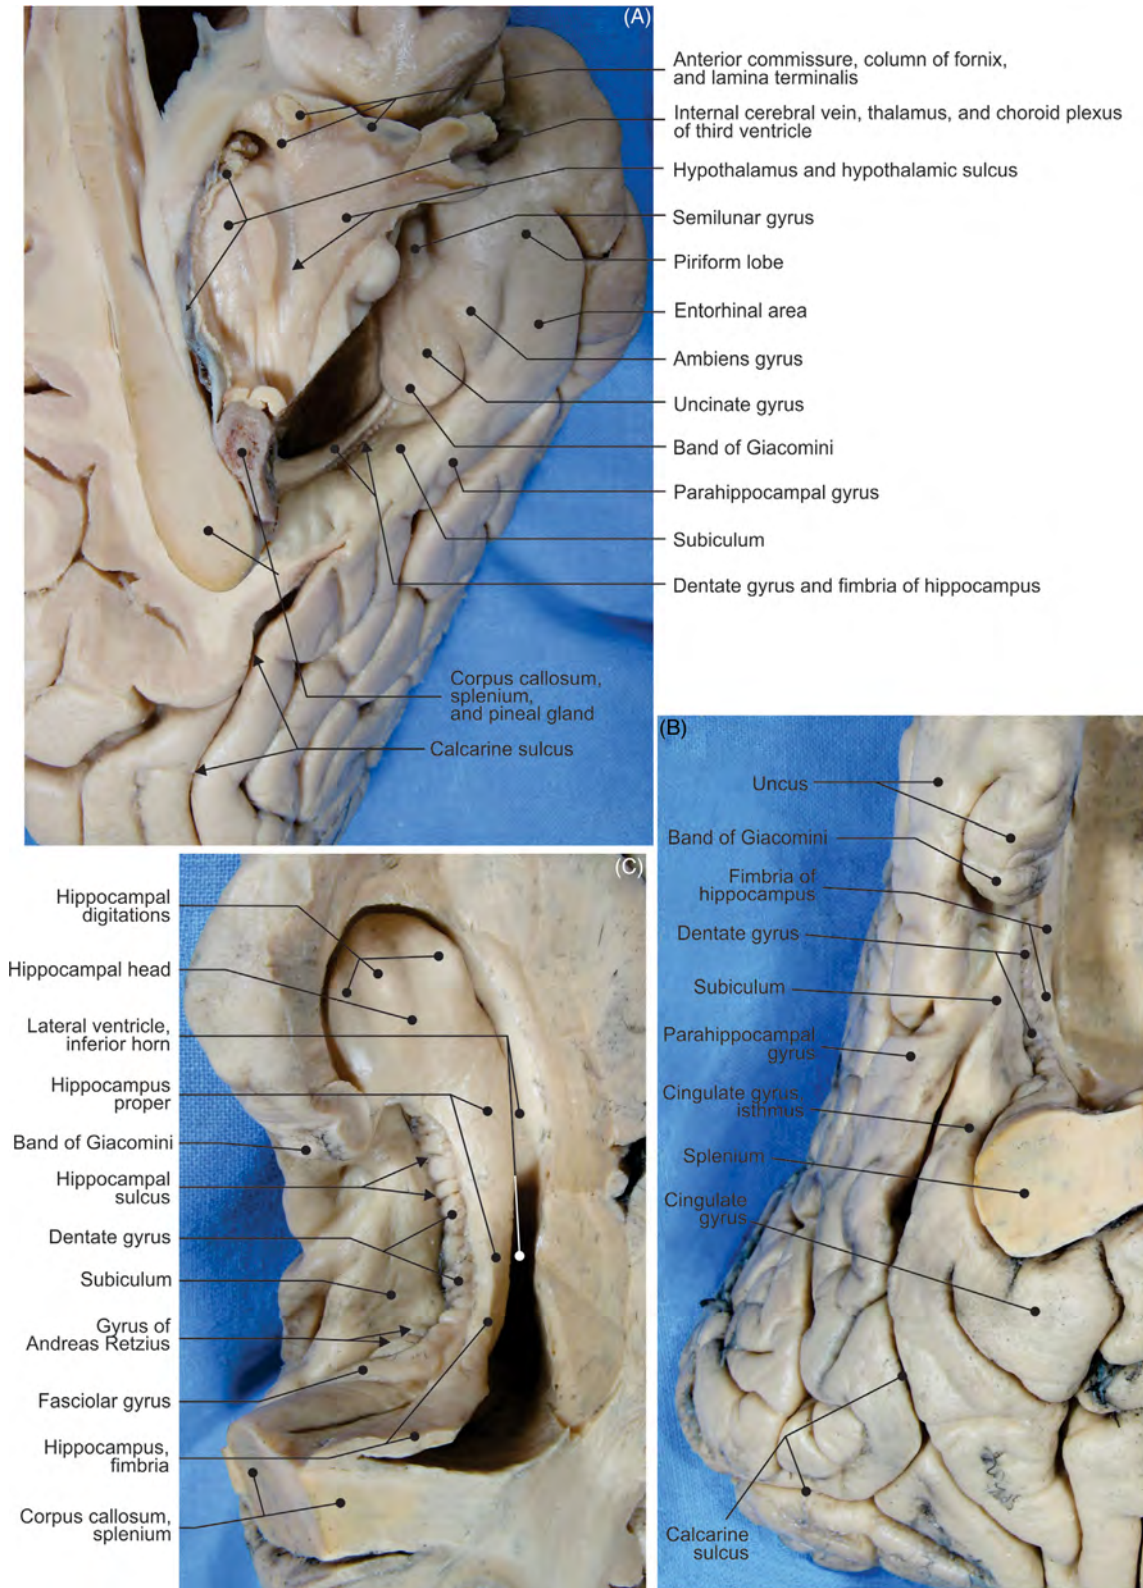 (A)
Anterior commissure, column of fornix,
and lamina terminalis
Internal cerebral vein, thalamus, and choroid plexus
of third ventricle
Hypothalamus and hypothalamic sulcus
Semilunar gyrus
Piriform lobe
Entorhinal area
Ambiens gyrus
Uncinate gyrus
Band of Giacomini
Parahippocampal gyrus
Subiculum
Dentate gyrus and fimbria of hippocampus
Corpus callosum,
splenium,
and pineal gland
Calcarine sulcus
(B)
Uncus
Band of Giacomini
Fimbria of
hippocampus
Dentate gyrus
Subiculum
Parahippocampal
gyrus
Cingulate gyrus,
isthmus
Splenium
Cingulate
gyrus
Calcarine
sulcus
(C)
Hippocampal
digitations
Hippocampal head
Lateral ventricle,
inferior horn
Hippocampus
proper
Band of Giacomini
Hippocampal
sulcus
Dentate gyrus
Subiculum
Gyrus of
Andreas Retzius
Fasciolar gyrus
Hippocampus,
fimbria
Corpus callosum,
splenium